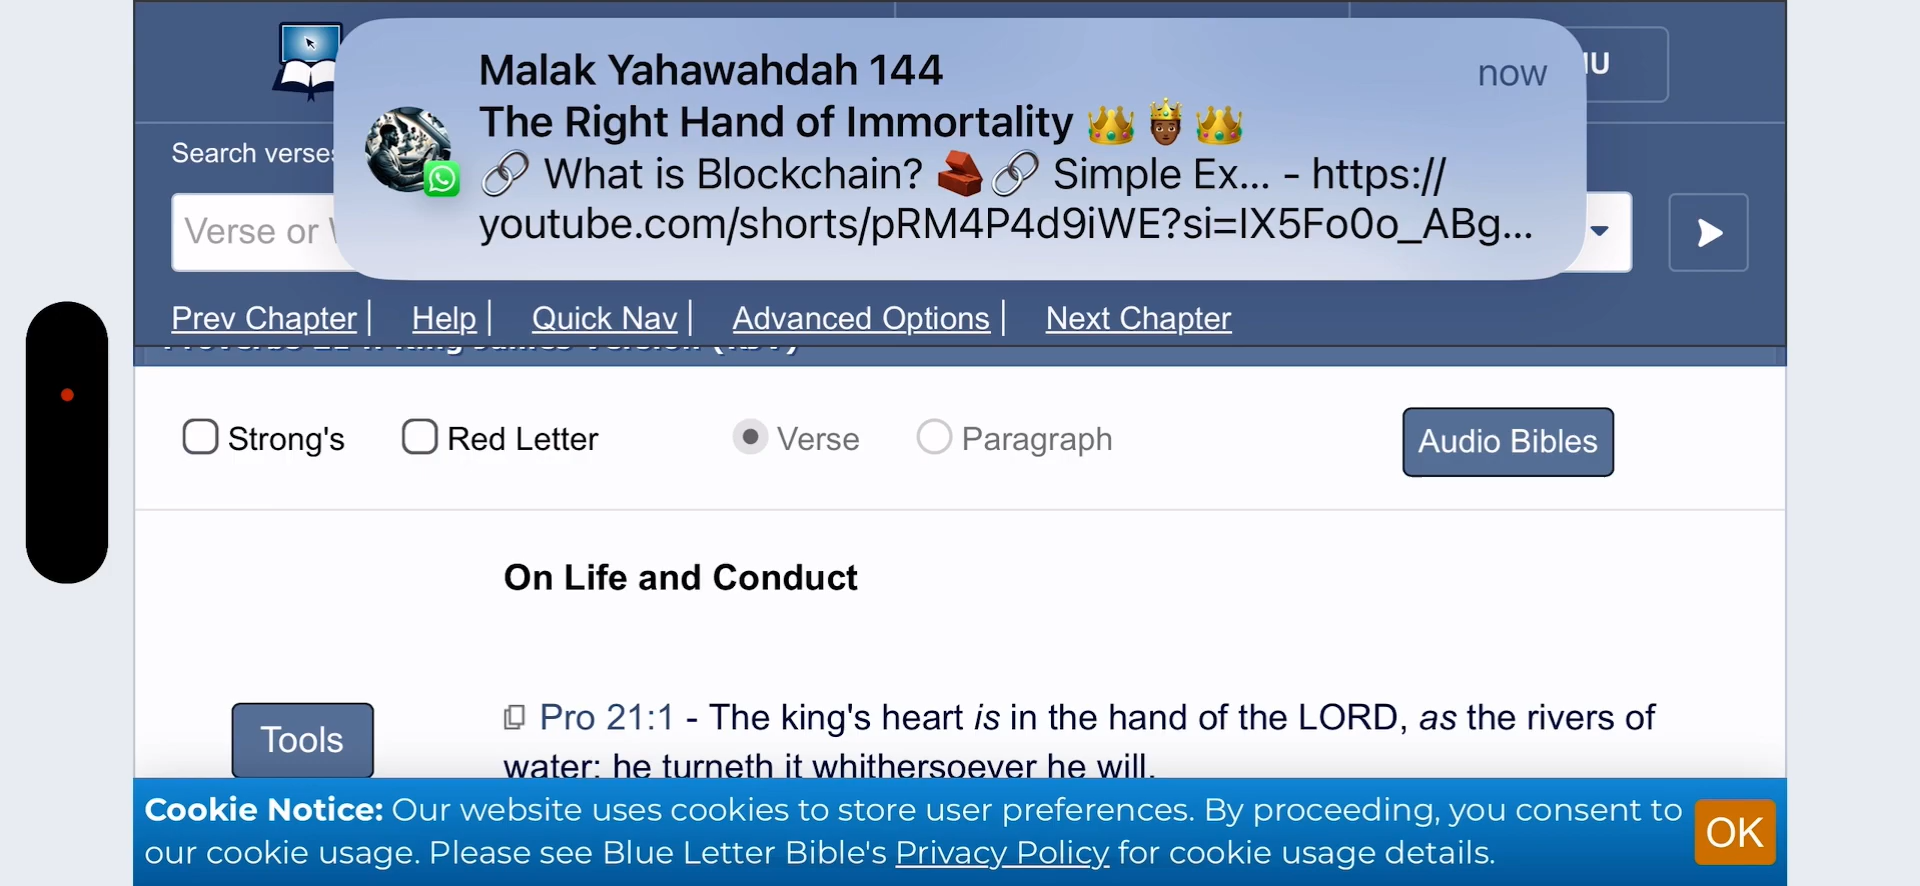 Malak Yahawahdah 144
now
The Right Hand of Immortality 👑🤴🏾👑
🔗 What is Blockchain? 🧱🔗 Simple Ex... - https://
youtube.com/shorts/pRM4P4d9iWE?si=IX5Fo0o_ABg...
Search verses
Verse or
Prev Chapter | Help | Quick Nav | Advanced Options | Next Chapter
Strong's Red Letter Verse Paragraph Audio Bibles
On Life and Conduct
Tools
Pro 21:1 - The king's heart is in the hand of the LORD, as the rivers of
water: he turneth it whithersoever he will.
Cookie Notice: Our website uses cookies to store user preferences. By proceeding, you consent to
our cookie usage. Please see Blue Letter Bible's Privacy Policy for cookie usage details.
OK